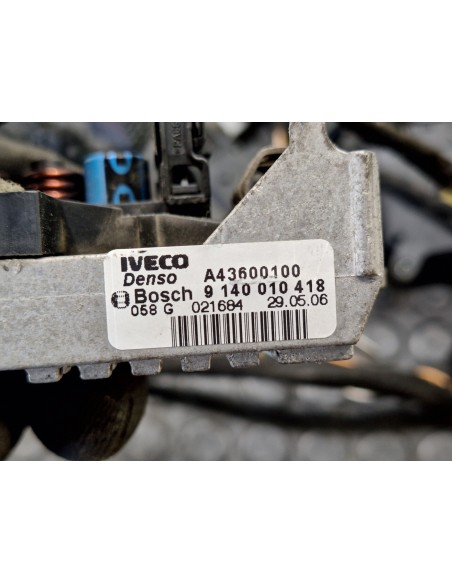 IVECO
Denso A43600100
Bosch 9 140 010 418
058 G 021684 29.05.06